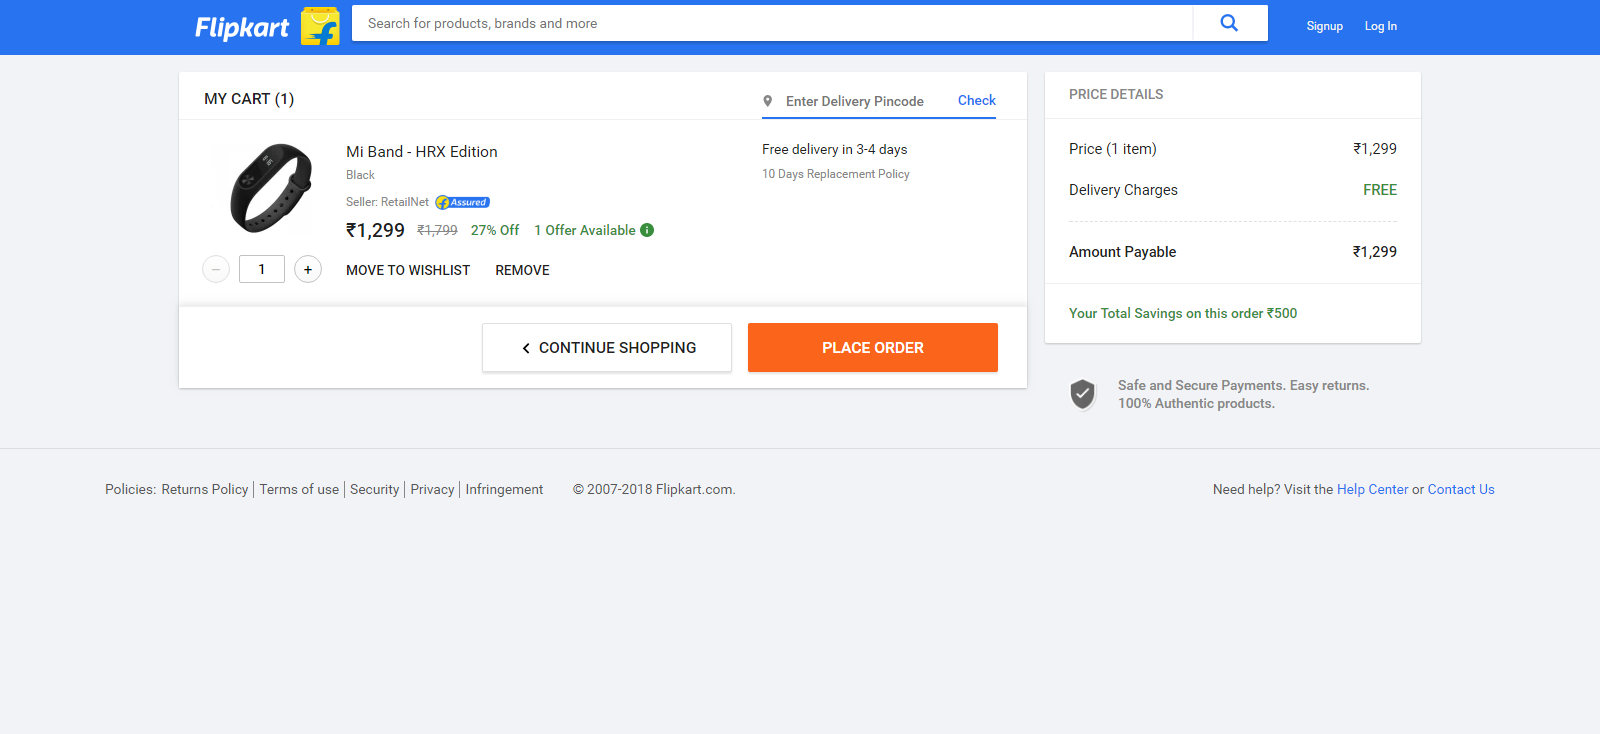 Flipkart
Search for products, brands and more
Signup
Log In
MY CART (1)
Enter Delivery Pincode
Check
Mi Band - HRX Edition
Black
Seller: RetailNet Assured
₹1,299 ₹1,799 27% Off 1 Offer Available
Free delivery in 3-4 days
10 Days Replacement Policy
− 1 +
MOVE TO WISHLIST
REMOVE
CONTINUE SHOPPING
PLACE ORDER
PRICE DETAILS
Price (1 item) ₹1,299
Delivery Charges FREE
Amount Payable ₹1,299
Your Total Savings on this order ₹500
Safe and Secure Payments. Easy returns.
100% Authentic products.
Policies: Returns Policy | Terms of use | Security | Privacy | Infringement © 2007-2018 Flipkart.com.
Need help? Visit the Help Center or Contact Us